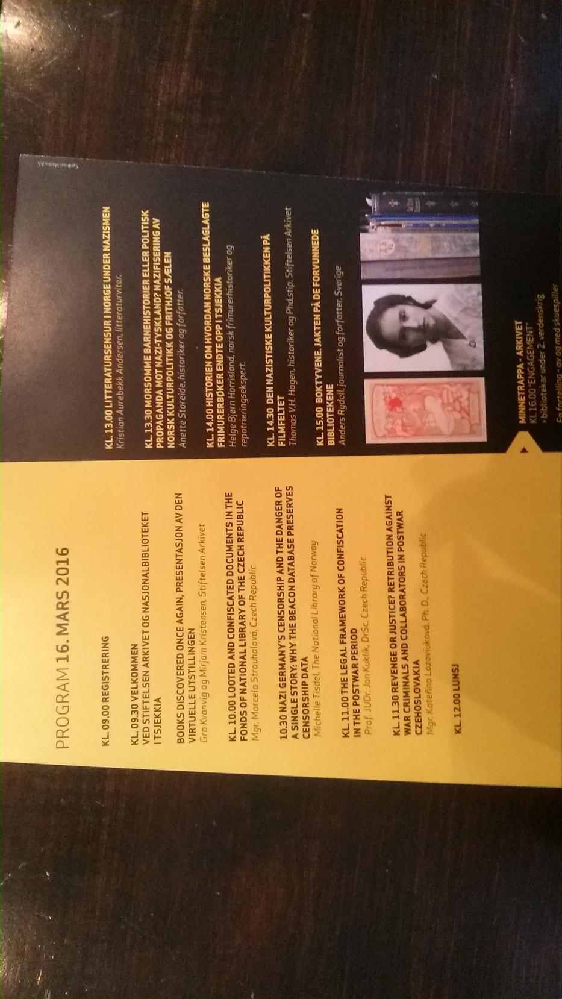 PROGRAM 16. MARS 2016
KL. 09.00 REGISTRERING
KL. 09.30 VELKOMMEN
VED STIFTELSEN ARKIVET OG NASJONALBIBLIOTEKET
I TSJEKKIA
BOOKS DISCOVERED ONCE AGAIN, PRESENTASJON AV DEN
VIRTUELLE UTSTILLINGEN
Gro Kvanvig og Mirjam Kristensen, Stiftelsen Arkivet
KL. 10.00 LOOTED AND CONFISCATED DOCUMENTS IN THE
FONDS OF NATIONAL LIBRARY OF THE CZECH REPUBLIC
Mgr. Marcela Strouhalová, Czech Republic
10.30 NAZI GERMANY'S CENSORSHIP AND THE DANGER OF
A SINGLE STORY: WHY THE BEACON DATABASE PRESERVES
CENSORSHIP DATA
Michelle Tisdel, The National Library of Norway
KL. 11.00 THE LEGAL FRAMEWORK OF CONFISCATION
IN THE POSTWAR PERIOD
Prof. JUDr. Jan Kuklík, DrSc, Czech Republic
KL. 11.30 REVENGE OR JUSTICE? RETRIBUTION AGAINST
WAR CRIMINALS AND COLLABORATORS IN POSTWAR
CZEHOSLOVAKIA
Mgr. Kateřina Lozoviuková, Ph. D., Czech Republic
KL. 12.00 LUNSJ
KL. 13.00 LITTERATURSENSUR I NORGE UNDER NAZISMEN
Kristian Aurebekk Andersen, litteraturviter.
KL. 13.30 MORSOMME BARNEHISTORIER ELLER POLITISK
PROPAGANDA MOT NAZI-TYSKLAND? NAZIFISERING AV
NORSK KULTURPOLITIKK OG FRITHJOF SÆLEN
Anette Storeide, historiker og forfatter.
KL. 14.00 HISTORIEN OM HVORDAN NORSKE BESLAGLAGTE
FRIMURERBØKER ENDTE OPP I TSJEKKIA
Helge Bjørn Horrisland, norsk frimurerhistoriker og
repatrieringsekspert.
KL. 14.30 DEN NAZISTISKE KULTURPOLITIKKEN PÅ
FILMFELTET
Thomas V.H. Hagen, historiker og Phd.stip. Stiftelsen Arkivet
KL. 15.00 BOKTYVENE. JAKTEN PÅ DE FORVUNNEDE
BIBLIOTEKENE
Anders Rydell, journalist og forfatter, Sverige
MINNETRAPPA - ARKIVET
KL 16.00 "ENGAGEMENT"
> bibliotekar under 2. verdenskrig
En fortelling - av og med skuespiller
Synkron Media AS